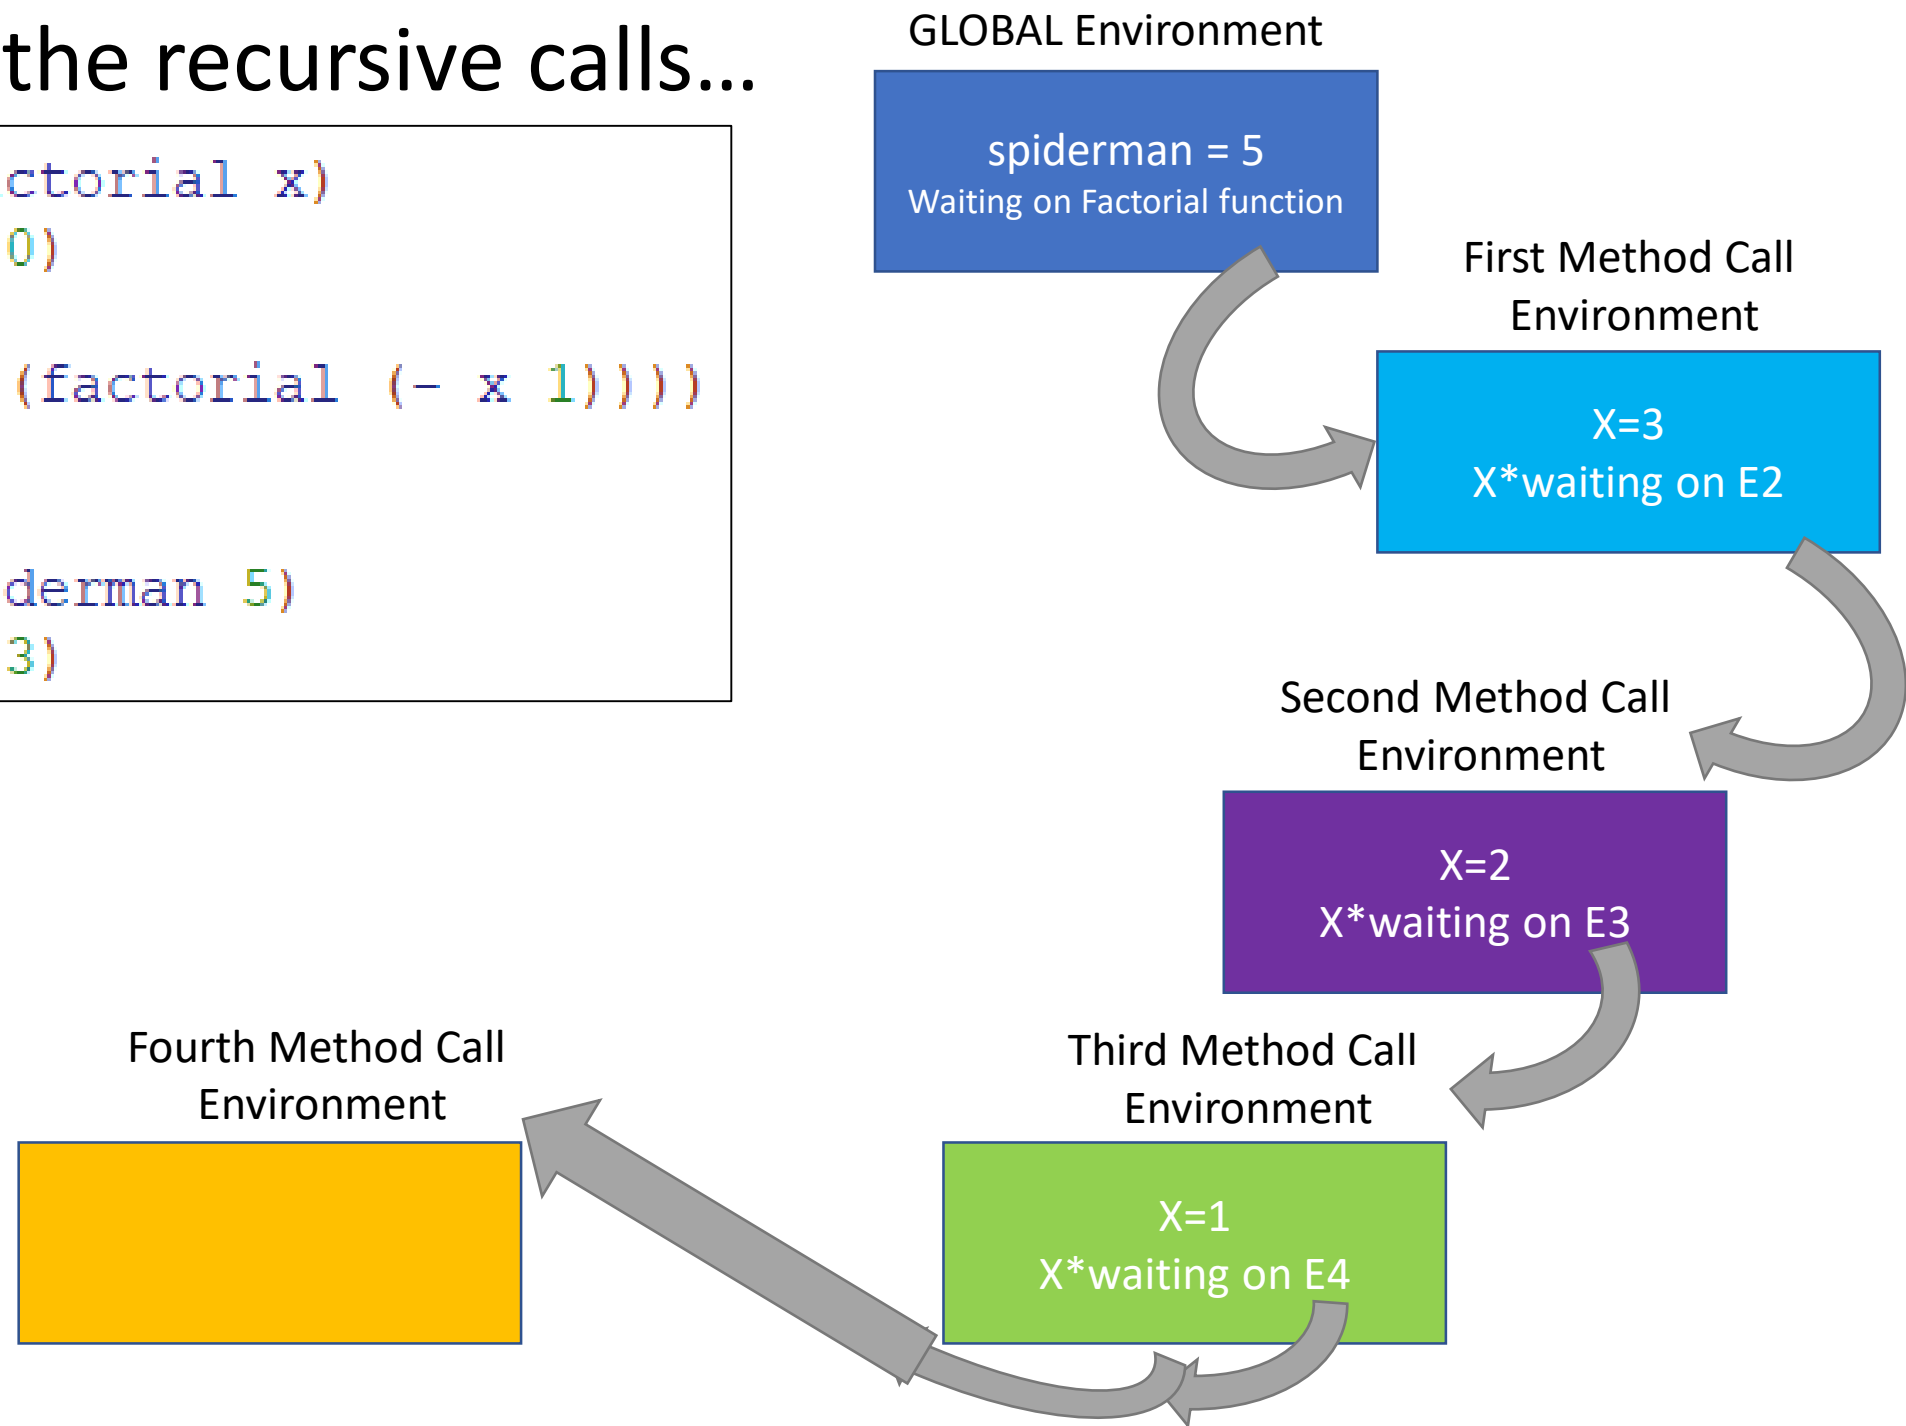 the recursive calls…
ctorial x)
0)
(factorial (- x 1))))
derman 5)
3)
GLOBAL Environment
spiderman = 5
Waiting on Factorial function
First Method Call
Environment
X=3
X*waiting on E2
Second Method Call
Environment
X=2
X*waiting on E3
Third Method Call
Environment
X=1
X*waiting on E4
Fourth Method Call
Environment